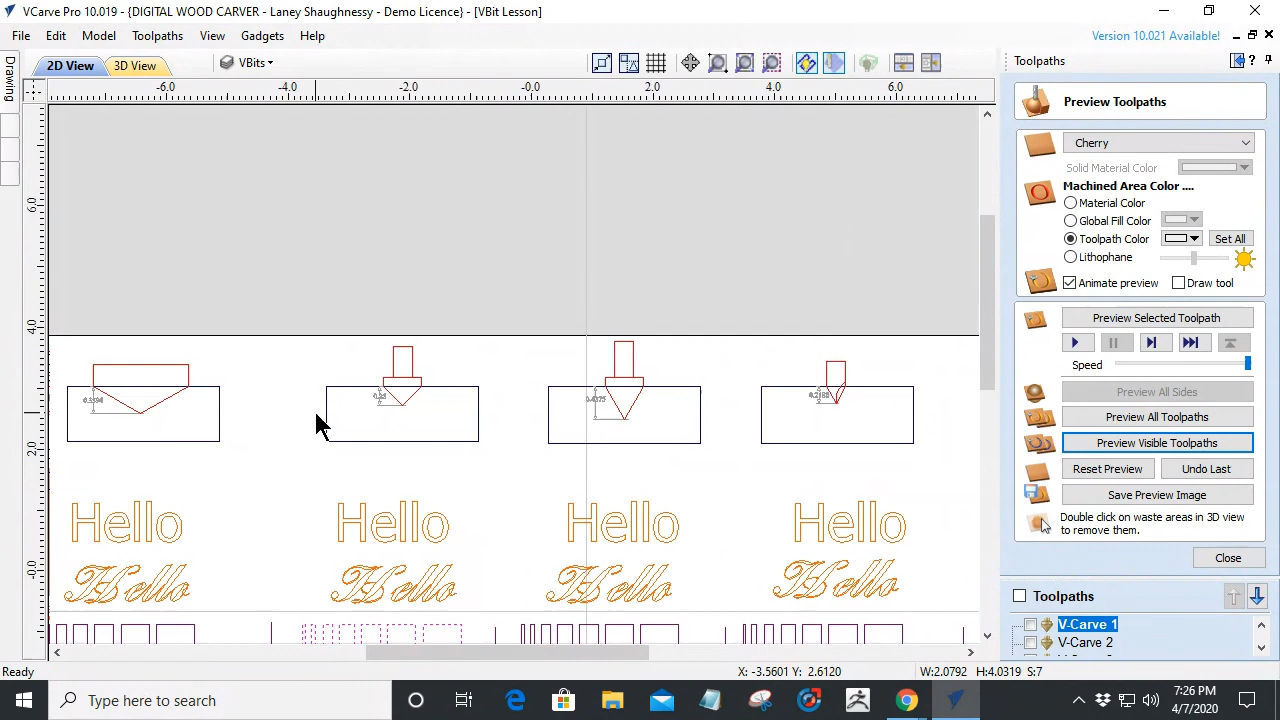 VCarve Pro 10.019 - {DIGITAL WOOD CARVER - Laney Shaughnessy - Demo Licence} - [VBit Lesson]
File Edit Model Toolpaths View Gadgets Help
Version 10.021 Available!
Drawing
2D View 3D View VBits
Toolpaths
-6.0 -4.0 -2.0 -0.0 2.0 4.0 6.0
6.0
4.0
2.0
-0.0
0.25
0.4375
Hello Hello Hello Hello
Hello Hello Hello Hello
Preview Toolpaths
Cherry
Solid Material Color
Machined Area Color ....
Material Color
Global Fill Color
Toolpath Color Set All
Lithophane
Animate preview Draw tool
Preview Selected Toolpath
Speed
Preview All Sides
Preview All Toolpaths
Preview Visible Toolpaths
Reset Preview Undo Last
Save Preview Image
Double click on waste areas in 3D view
to remove them.
Close
Toolpaths
V-Carve 1
V-Carve 2
Ready X: -3.5601 Y: 2.6120 W:2.0792 H:4.0319 S:7
Type here to search
7:26 PM
4/7/2020